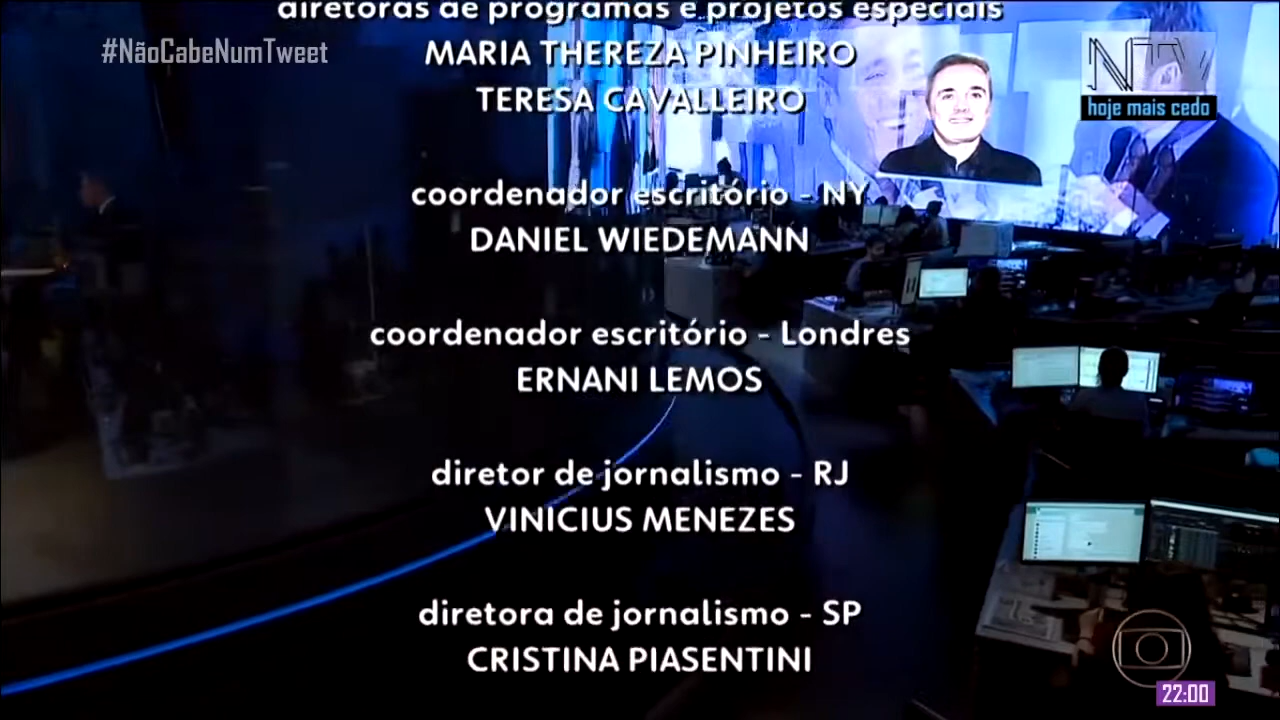 diretoras de programas e projetos especiais
#NãoCabeNumTweet
MARIA THEREZA PINHEIRO
NTV
hoje mais cedo
TERESA CAVALLEIRO
coordenador escritório - NY
DANIEL WIEDEMANN
coordenador escritório - Londres
ERNANI LEMOS
diretor de jornalismo - RJ
VINICIUS MENEZES
diretora de jornalismo - SP
CRISTINA PIASENTINI
22:00